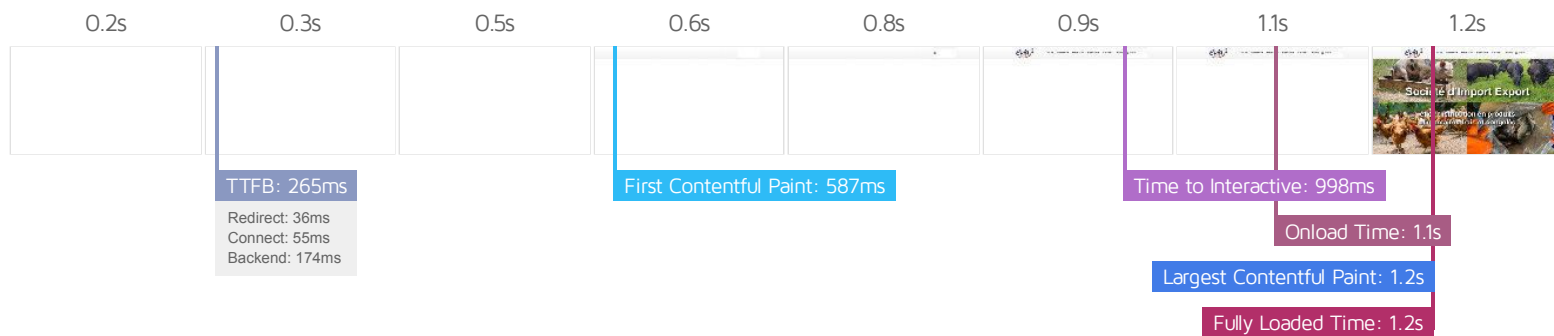 0.2s
0.3s
0.5s
0.6s
0.8s
0.9s
1.1s
1.2s
Société d'Import Export
TTFB: 265ms
Redirect: 36ms
Connect: 55ms
Backend: 174ms
First Contentful Paint: 587ms
Time to Interactive: 998ms
Onload Time: 1.1s
Largest Contentful Paint: 1.2s
Fully Loaded Time: 1.2s